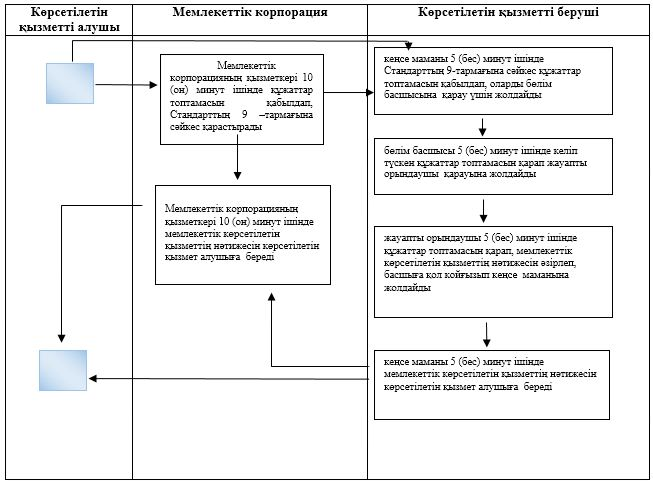 Көрсетілетін
қызметті алушы
Мемлекеттік корпорация
Көрсетілетін қызметті беруші
Мемлекеттік
корпорацияның қызметкері 10
(он) минут ішінде құжаттар
топтамасын қабылдап,
Стандарттың 9 –тармағына
сәйкес қарастырады
Мемлекеттік корпорацияның
қызметкері 10 (он) минут ішінде
мемлекеттік көрсетілетін
қызметтің нәтижесін көрсетілетін
қызмет алушыға береді
кеңсе маманы 5 (бес) минут ішінде
Стандарттың 9-тармағына сәйкес құжаттар
топтамасын қабылдап, оларды бөлім
басшысына қарау үшін жолдайды
бөлім басшысы 5 (бес) минут ішінде келіп
түскен құжаттар топтамасын қарап жауапты
орындаушы қарауына жолдайды
жауапты орындаушы 5 (бес) минут ішінде
құжаттар топтамасын қарап, мемлекеттік
көрсетілетін қызметтің нәтижесін әзірлеп,
басшыға қол қойғызып кеңсе маманына
жолдайды
кеңсе маманы 5 (бес) минут ішінде
мемлекеттік көрсетілетін қызметтің нәтижесін
көрсетілетін қызмет алушыға береді